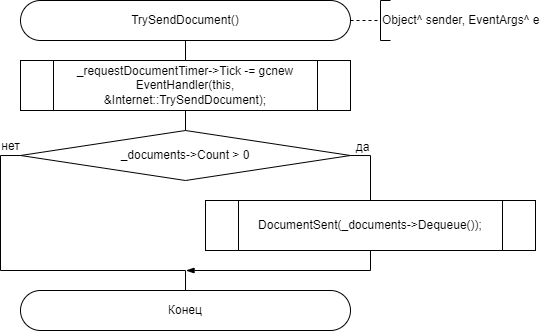 TrySendDocument()
Object^ sender, EventArgs^ e
_requestDocumentTimer->Tick -= gcnew
EventHandler(this,
&Internet::TrySendDocument);
нет
_documents->Count > 0
да
DocumentSent(_documents->Dequeue());
Конец